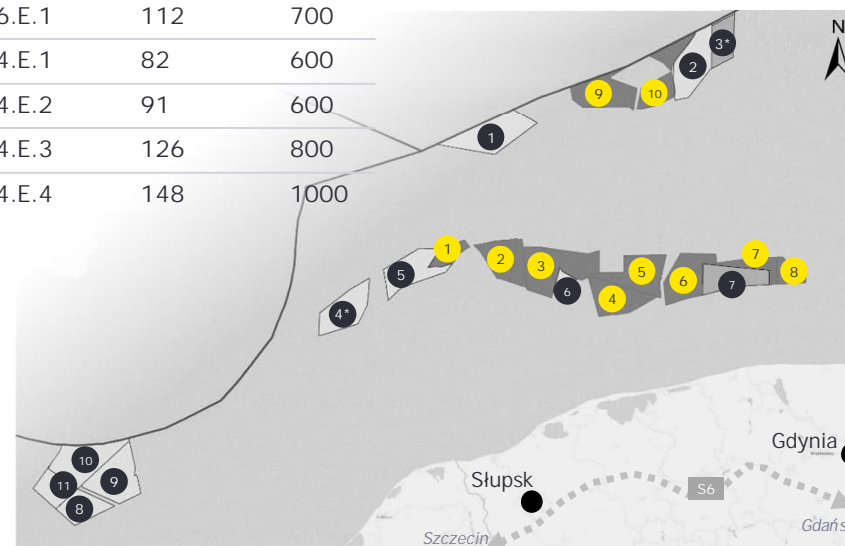 6.E.1 112 700
4.E.1 82 600
4.E.2 91 600
4.E.3 126 800
4.E.4 148 1000
N
3*
2
9
10
1
1
2
3
5
7
5
6
8
6
4
7
4*
10
9
11
8
Gdynia
Słupsk
S6
Szczecin
Gdańs